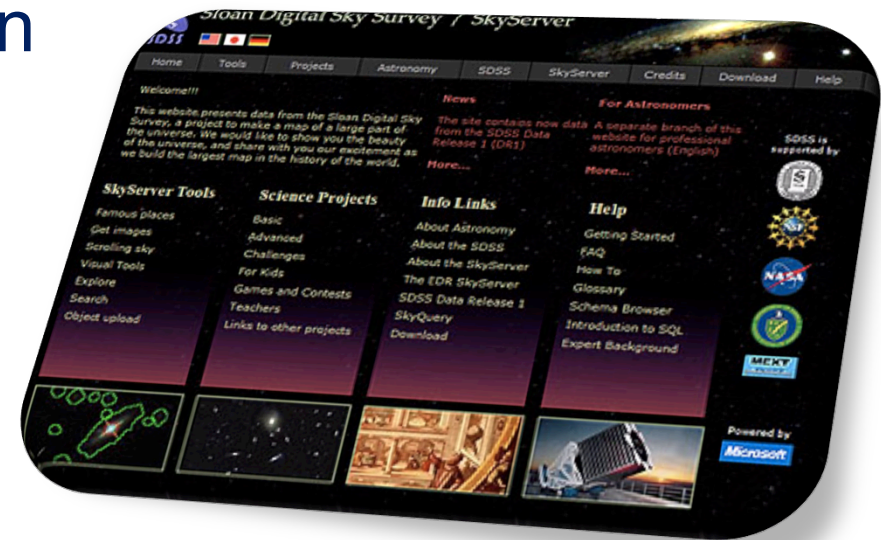 n
Sloan Digital Sky Survey / SkyServer
SDSS
Home Tools Projects Astronomy SDSS SkyServer Credits Download Help
Welcome!!!
This website presents data from the Sloan Digital Sky
Survey, a project to make a map of a large part of
the universe. We would like to show you the beauty
of the universe, and share with you our excitement as
we build the largest map in the history of the world.
News
The site contains now data
from the SDSS Data
Release 1 (DR1)
More...
For Astronomers
A separate branch of this
website for professional
astronomers (English)
More...
SDSS is
supported by
SkyServer Tools
Famous places
Get images
Scrolling sky
Visual Tools
Explore
Search
Object upload
Science Projects
Basic
Advanced
Challenges
For Kids
Games and Contests
Teachers
Links to other projects
Info Links
About Astronomy
About the SDSS
About the SkyServer
The EDR SkyServer
SDSS Data Release 1
SkyQuery
Download
Help
Getting Started
FAQ
How To
Glossary
Schema Browser
Introduction to SQL
Expert Background
NSF
NASA
MEXT
Powered by
Microsoft